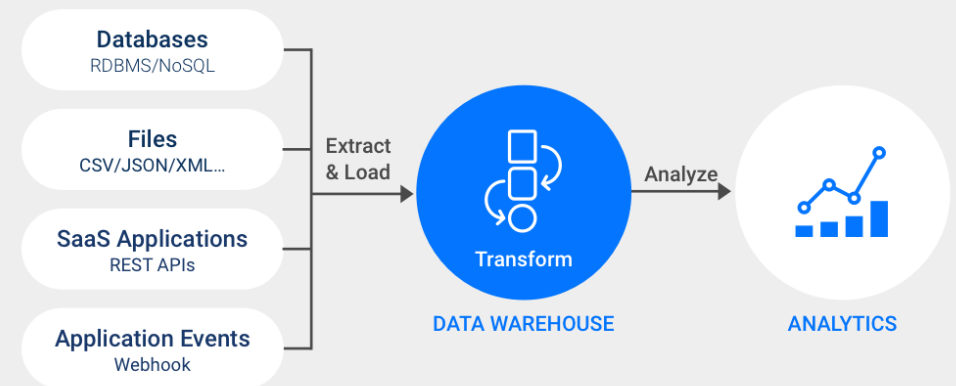 Databases
RDBMS/NoSQL
Files
CSV/JSON/XML...
SaaS Applications
REST APIs
Application Events
Webhook
Extract
& Load
Transform
DATA WAREHOUSE
Analyze
ANALYTICS